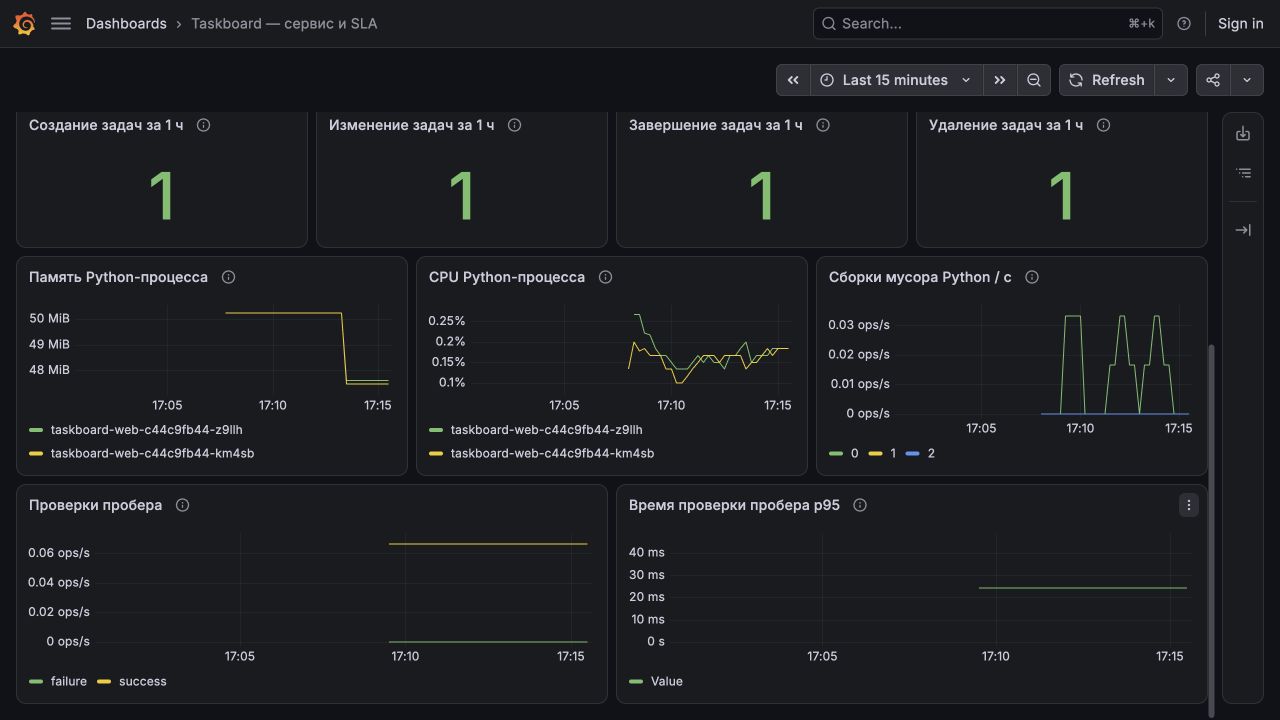 Dashboards › Taskboard — сервис и SLA
Search... ⌘+k
Sign in
Last 15 minutes
Refresh
Создание задач за 1 ч
Изменение задач за 1 ч
Завершение задач за 1 ч
Удаление задач за 1 ч
1
1
1
1
Память Python-процесса
50 MiB
49 MiB
48 MiB
17:05 17:10 17:15
taskboard-web-c44c9fb44-z9llh
taskboard-web-c44c9fb44-km4sb
CPU Python-процесса
0.25%
0.2%
0.15%
0.1%
17:05 17:10 17:15
taskboard-web-c44c9fb44-z9llh
taskboard-web-c44c9fb44-km4sb
Сборки мусора Python / с
0.03 ops/s
0.02 ops/s
0.01 ops/s
0 ops/s
17:05 17:10 17:15
0 1 2
Проверки пробера
0.06 ops/s
0.04 ops/s
0.02 ops/s
0 ops/s
17:05 17:10 17:15
failure success
Время проверки пробера p95
40 ms
30 ms
20 ms
10 ms
0 s
17:05 17:10 17:15
Value